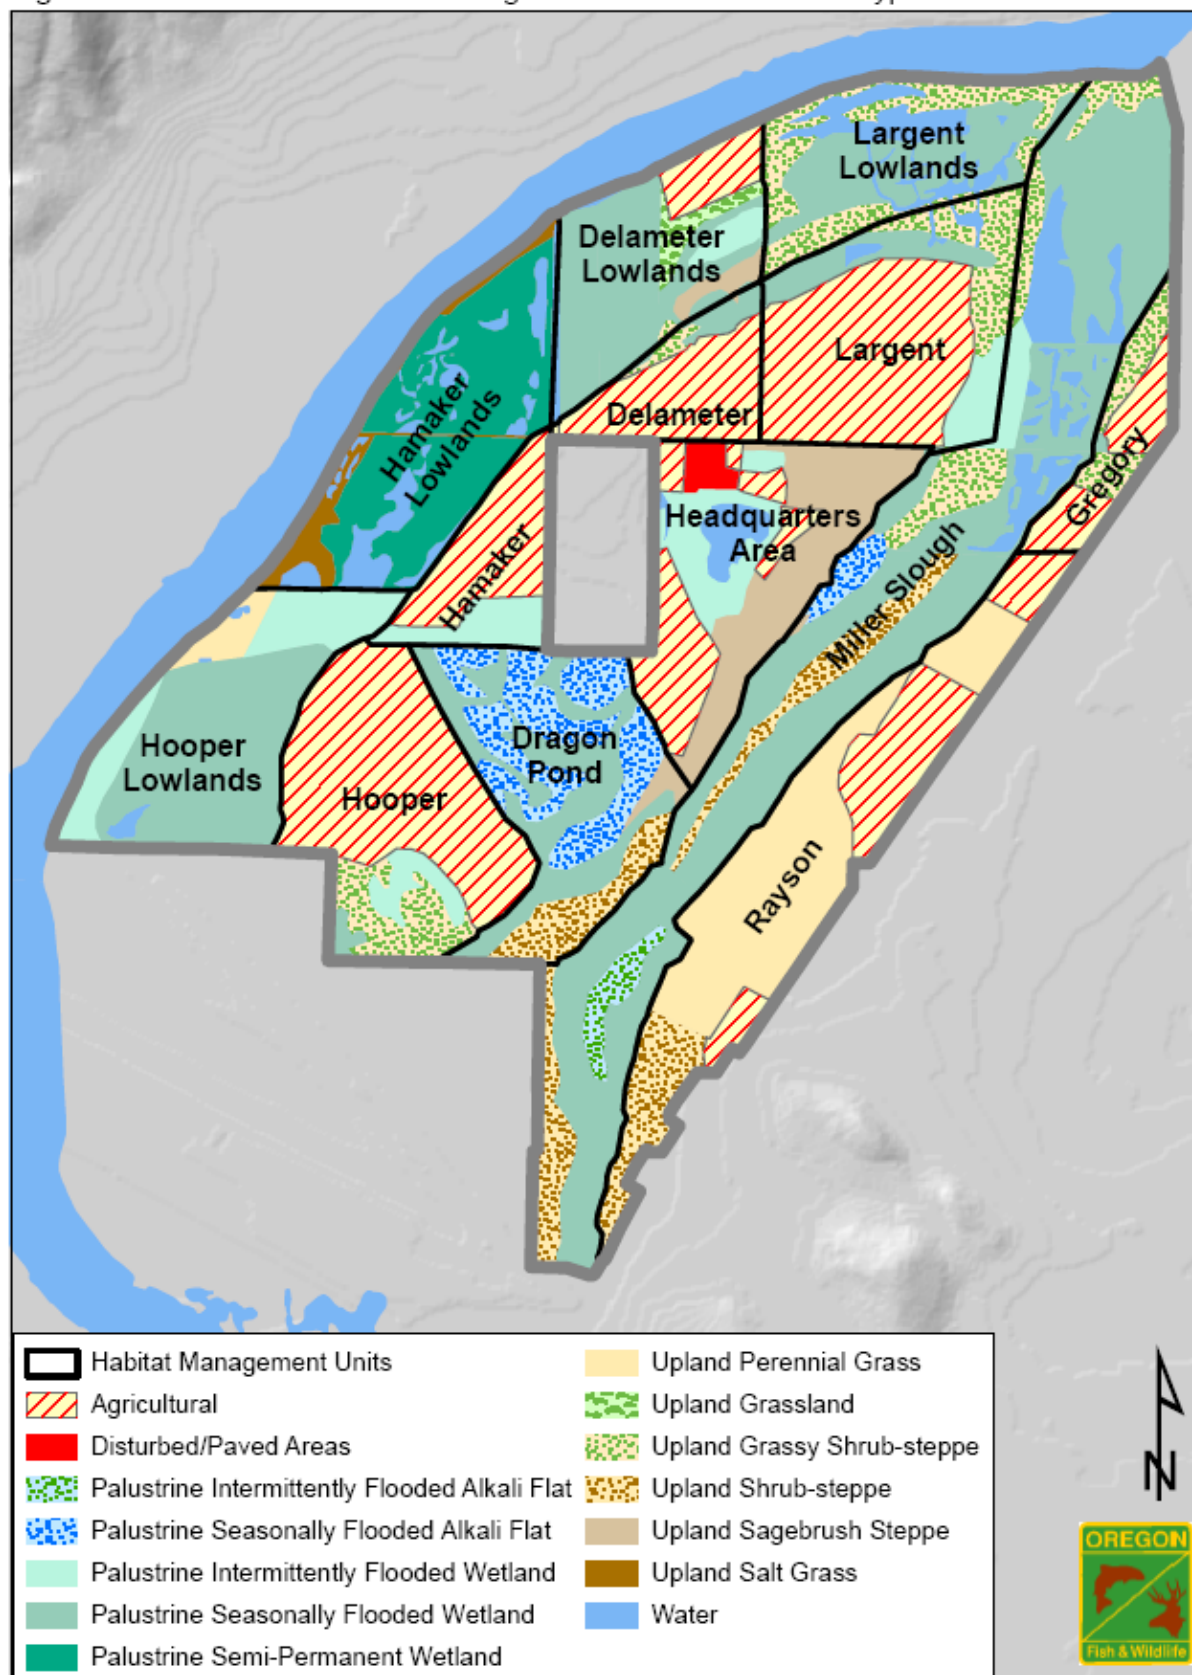 Largent
Lowlands
Delameter
Lowlands
Largent
Hamaker
Lowlands
Delameter
Gregory
Headquarters
Area
Hamaker
Miller Slough
Hooper
Lowlands
Dragon
Pond
Hooper
Rayson
Habitat Management Units
Agricultural
Disturbed/Paved Areas
Palustrine Intermittently Flooded Alkali Flat
Palustrine Seasonally Flooded Alkali Flat
Palustrine Intermittently Flooded Wetland
Palustrine Seasonally Flooded Wetland
Palustrine Semi-Permanent Wetland
Upland Perennial Grass
Upland Grassland
Upland Grassy Shrub-steppe
Upland Shrub-steppe
Upland Sagebrush Steppe
Upland Salt Grass
Water
N
OREGON
Fish & Wildlife